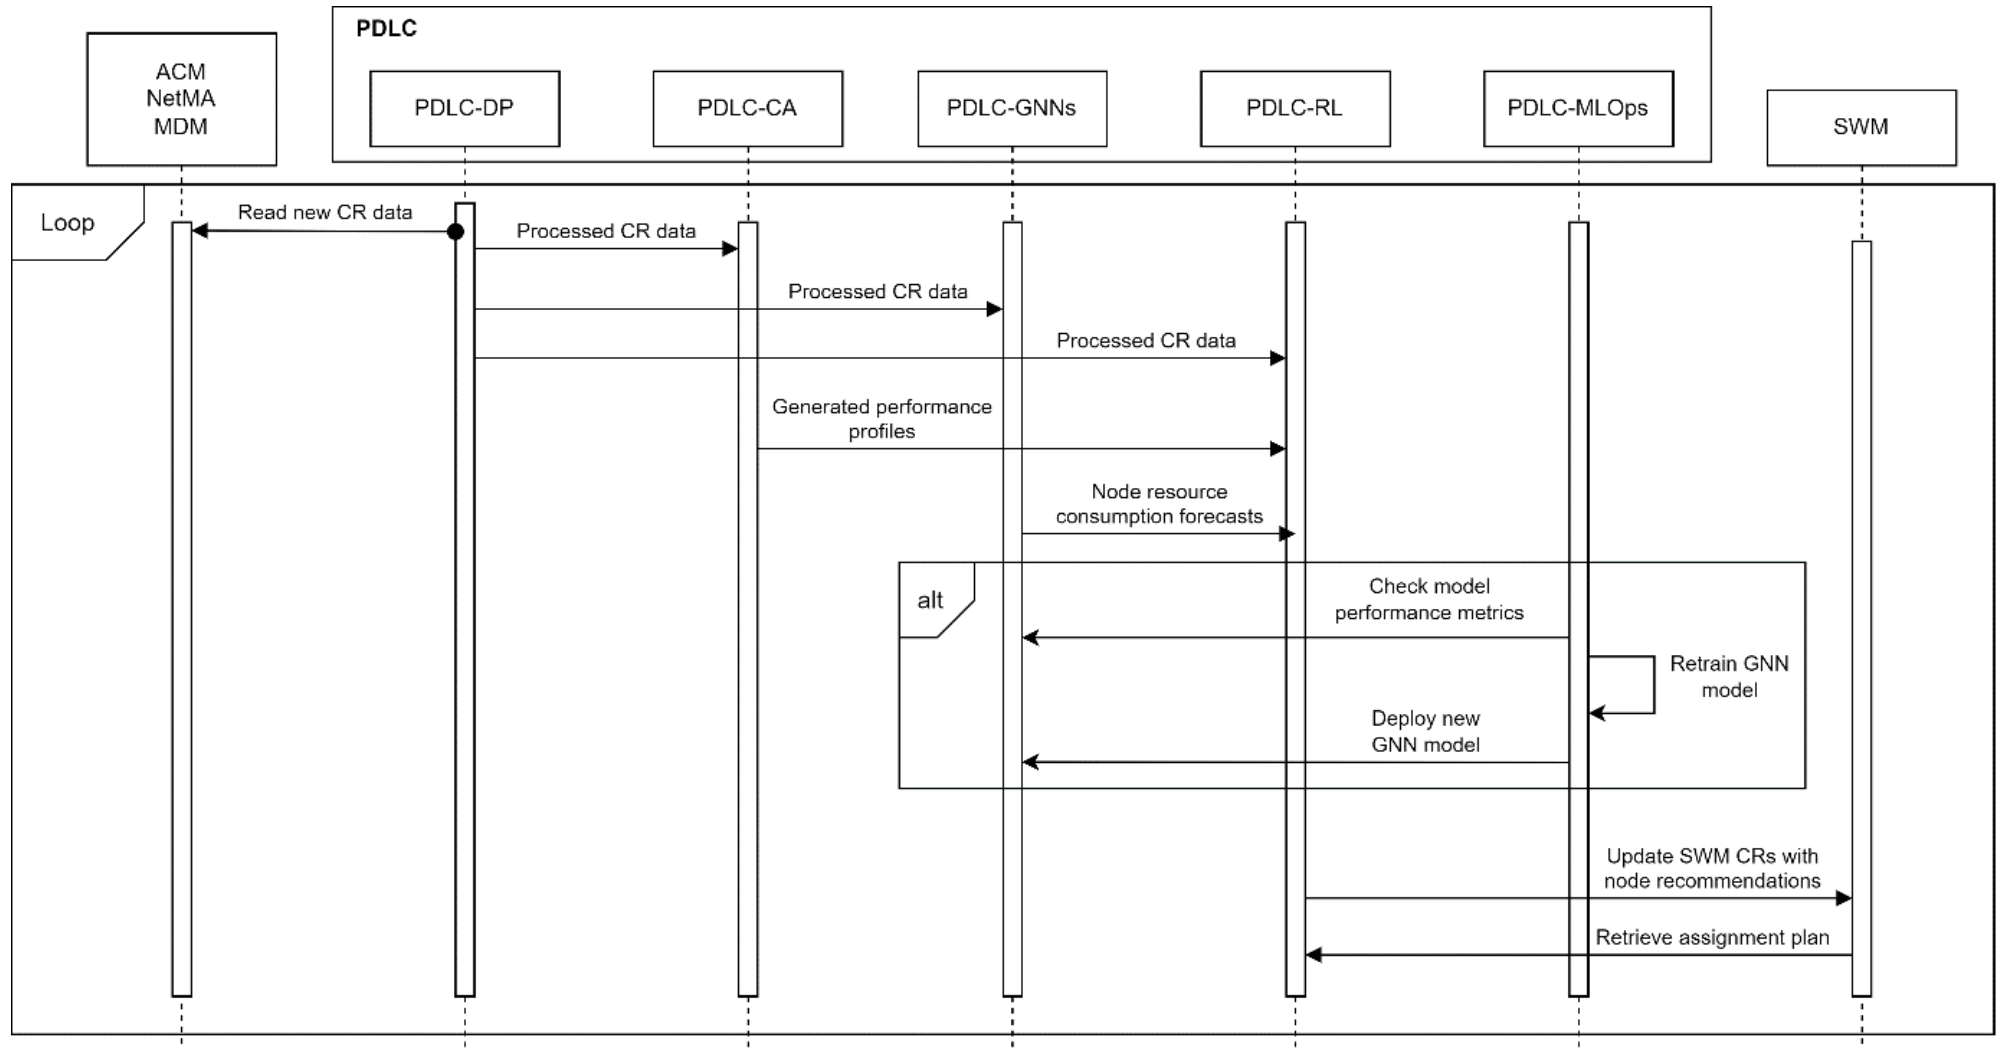 PDLC
ACM
NetMA
MDM
PDLC-DP
PDLC-CA
PDLC-GNNs
PDLC-RL
PDLC-MLOps
SWM
Loop
Read new CR data
Processed CR data
Processed CR data
Processed CR data
Generated performance
profiles
Node resource
consumption forecasts
alt
Check model
performance metrics
Retrain GNN
model
Deploy new
GNN model
Update SWM CRs with
node recommendations
Retrieve assignment plan